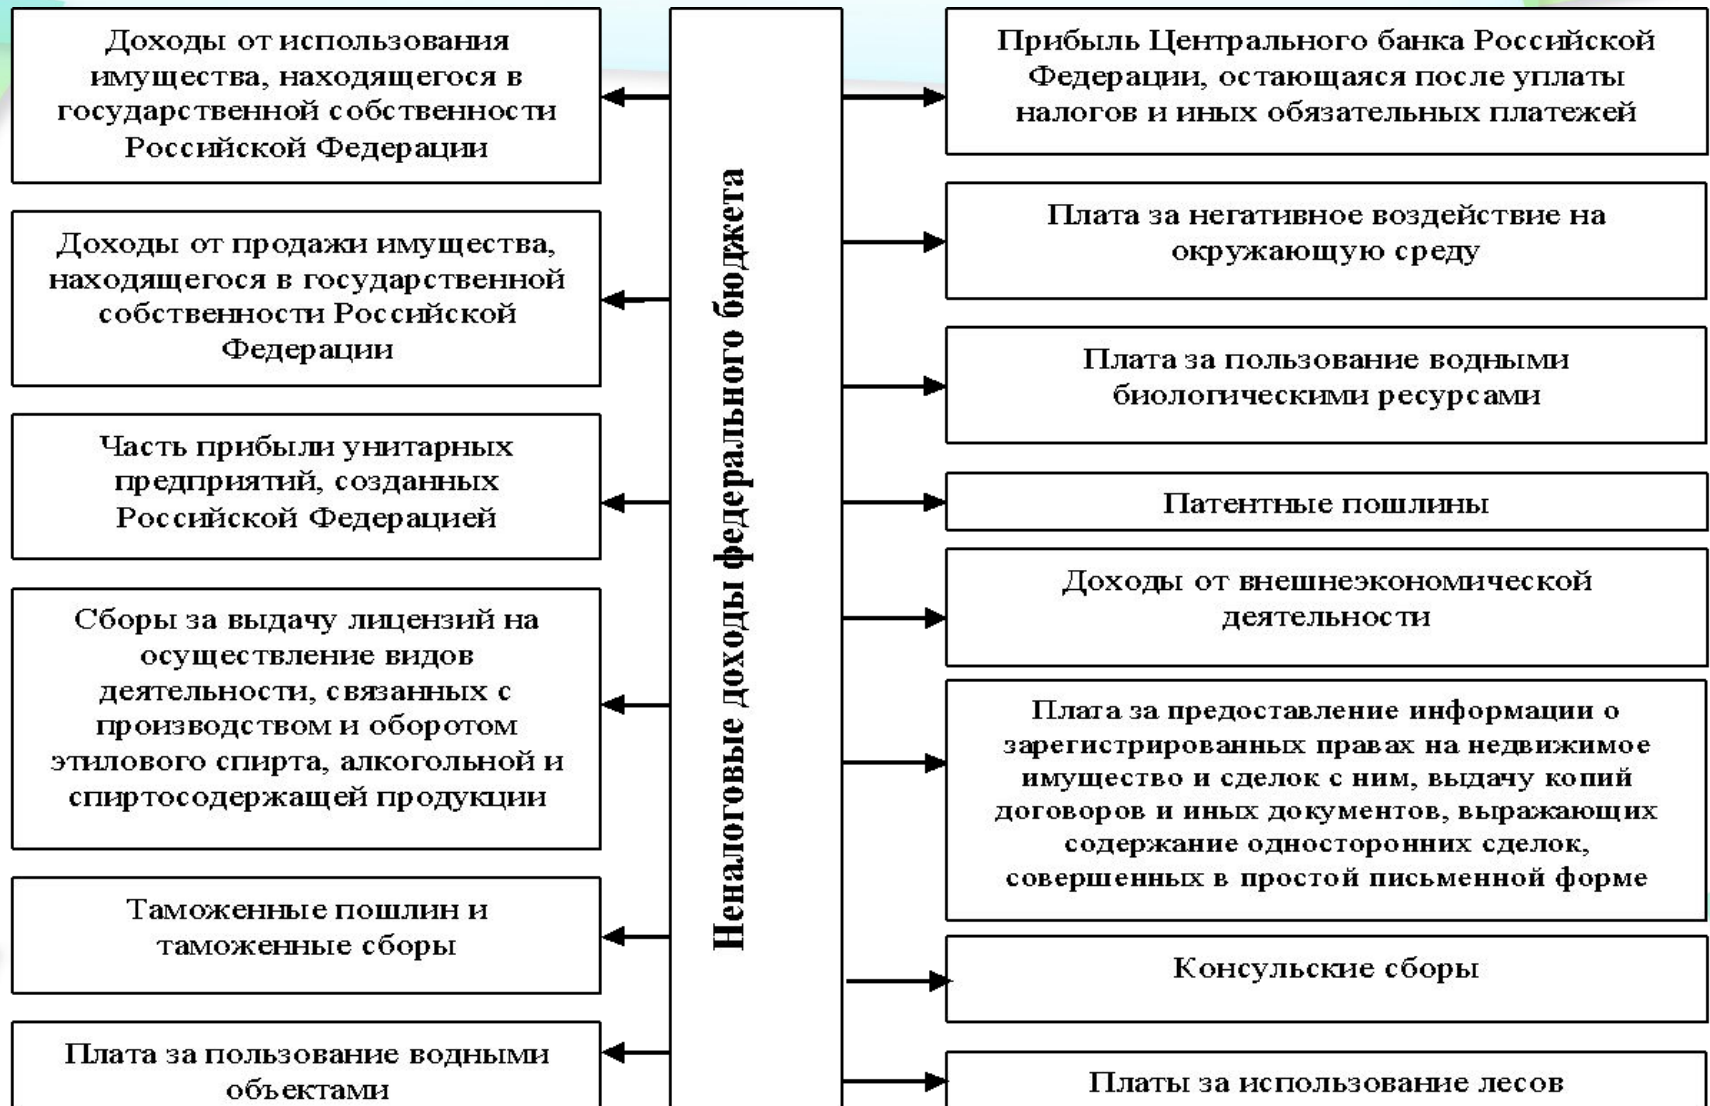 Доходы от использования
имущества, находящегося в
государственной собственности
Российской Федерации
Доходы от продажи имущества,
находящегося в государственной
собственности Российской
Федерации
Часть прибыли унитарных
предприятий, созданных
Российской Федерацией
Сборы за выдачу лицензий на
осуществление видов
деятельности, связанных с
производством и оборотом
этилового спирта, алкогольной и
спиртосодержащей продукции
Таможенные пошлин и
таможенные сборы
Плата за пользование водными
объектами
Неналоговые доходы федерального бюджета
Прибыль Центрального банка Российской
Федерации, остающаяся после уплаты
налогов и иных обязательных платежей
Плата за негативное воздействие на
окружающую среду
Плата за пользование водными
биологическими ресурсами
Патентные пошлины
Доходы от внешнеэкономической
деятельности
Плата за предоставление информации о
зарегистрированных правах на недвижимое
имущество и сделок с ним, выдачу копий
договоров и иных документов, выражающих
содержание односторонних сделок,
совершенных в простой письменной форме
Консульские сборы
Платы за использование лесов